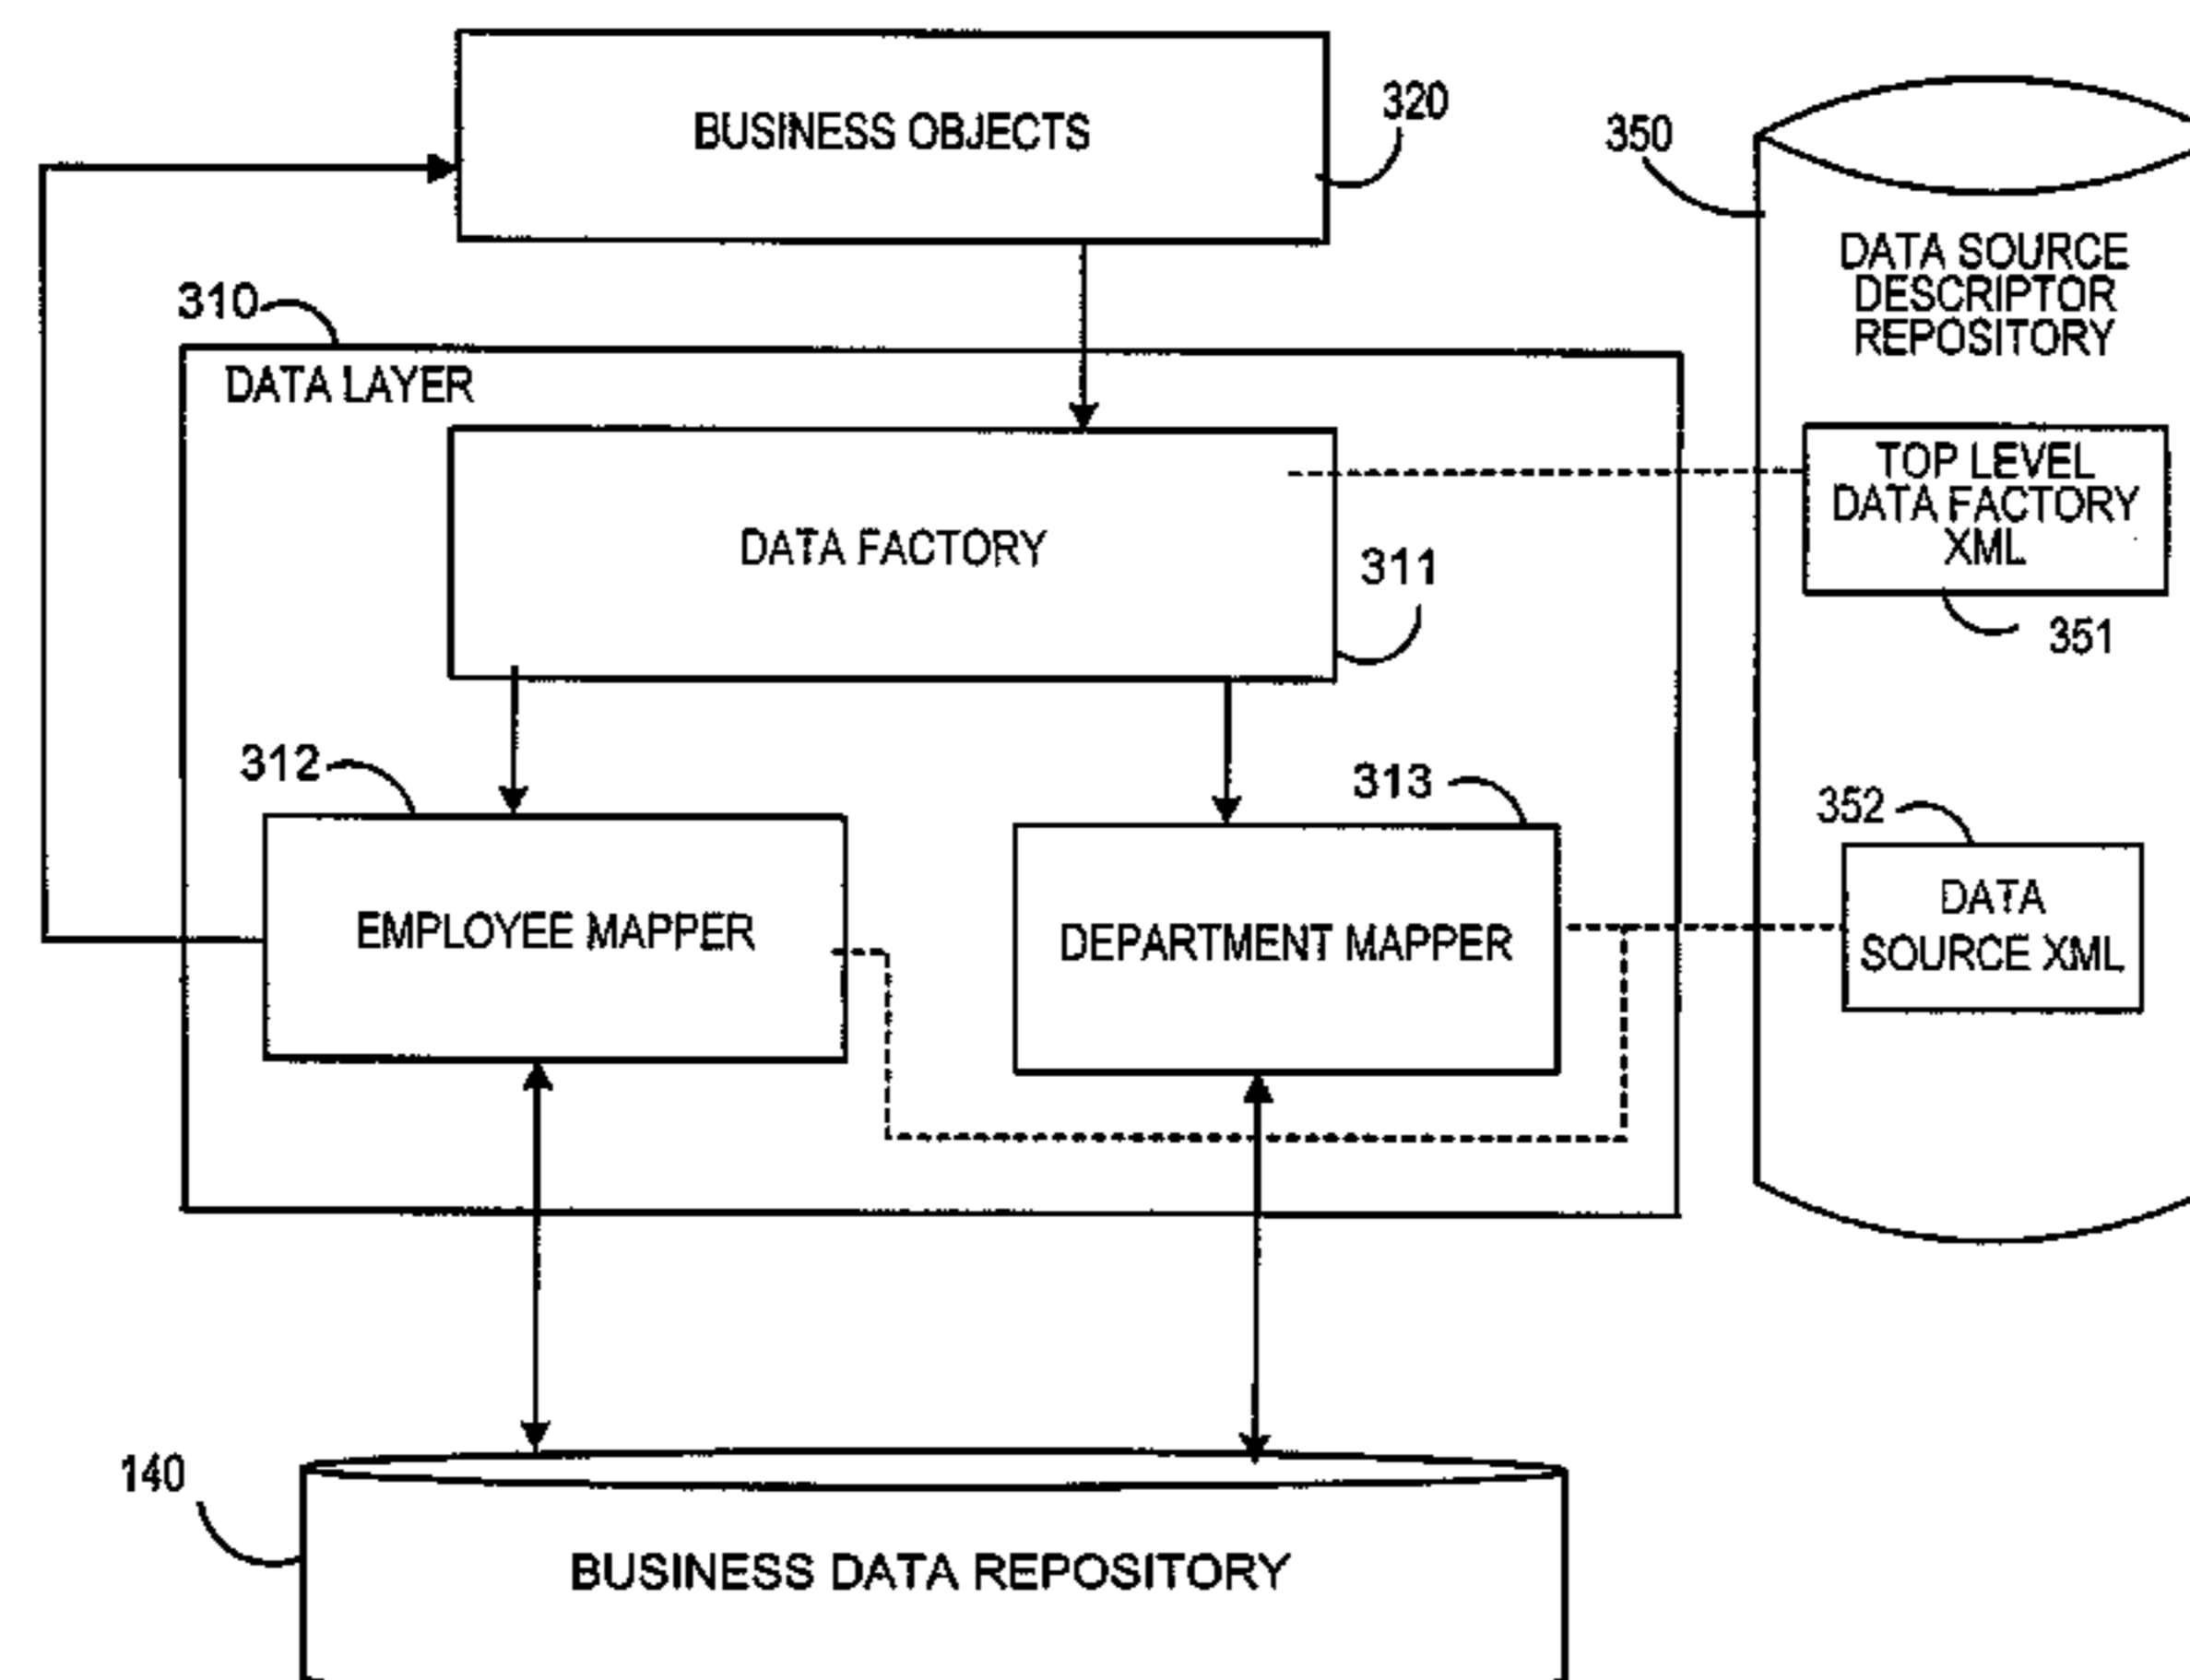 BUSINESS OBJECTS
320
350
DATA SOURCE
DESCRIPTOR
REPOSITORY
310
DATA LAYER
TOP LEVEL
DATA FACTORY
XML
DATA FACTORY
311
351
312
313
352
EMPLOYEE MAPPER
DEPARTMENT MAPPER
DATA
SOURCE XML
140
BUSINESS DATA REPOSITORY